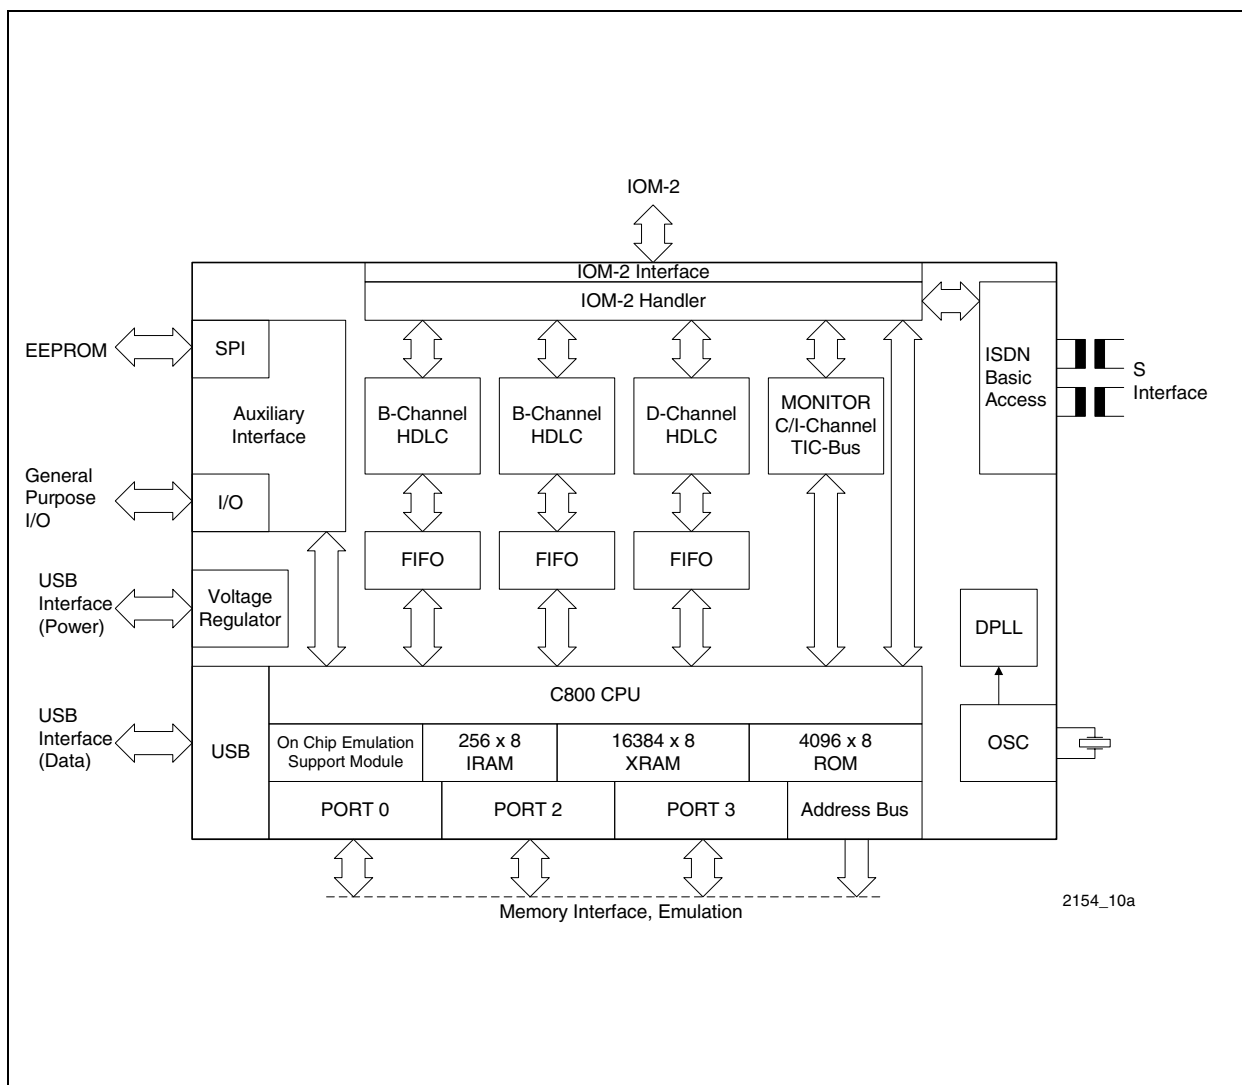 IOM-2
IOM-2 Interface
IOM-2 Handler
EEPROM
SPI
Auxiliary
Interface
B-Channel
HDLC
B-Channel
HDLC
D-Channel
HDLC
MONITOR
C/I-Channel
TIC-Bus
ISDN
Basic
Access
S
Interface
General
Purpose
I/O
I/O
FIFO
FIFO
FIFO
USB
Interface
(Power)
Voltage
Regulator
DPLL
C800 CPU
USB
Interface
(Data)
USB
On Chip Emulation
Support Module
256 x 8
IRAM
16384 x 8
XRAM
4096 x 8
ROM
OSC
PORT 0
PORT 2
PORT 3
Address Bus
Memory Interface, Emulation
2154_10a